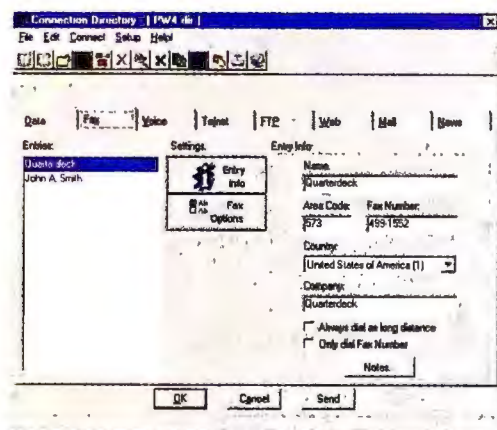 Connection Directory - [PW4 dir]
File Edit Connect Setup Help
Data Fax Voice Telnet FTP Web Mail News
Entries: Settings: Entry Info
Quarterdeck
John A. Smith
Entry Info
Fax Options
Name:
Quarterdeck
Area Code: Fax Number:
573 499-1552
Country:
United States of America (1)
Company:
Quarterdeck
Always dial as long distance
Only dial Fax Number
Notes
OK Cancel Send